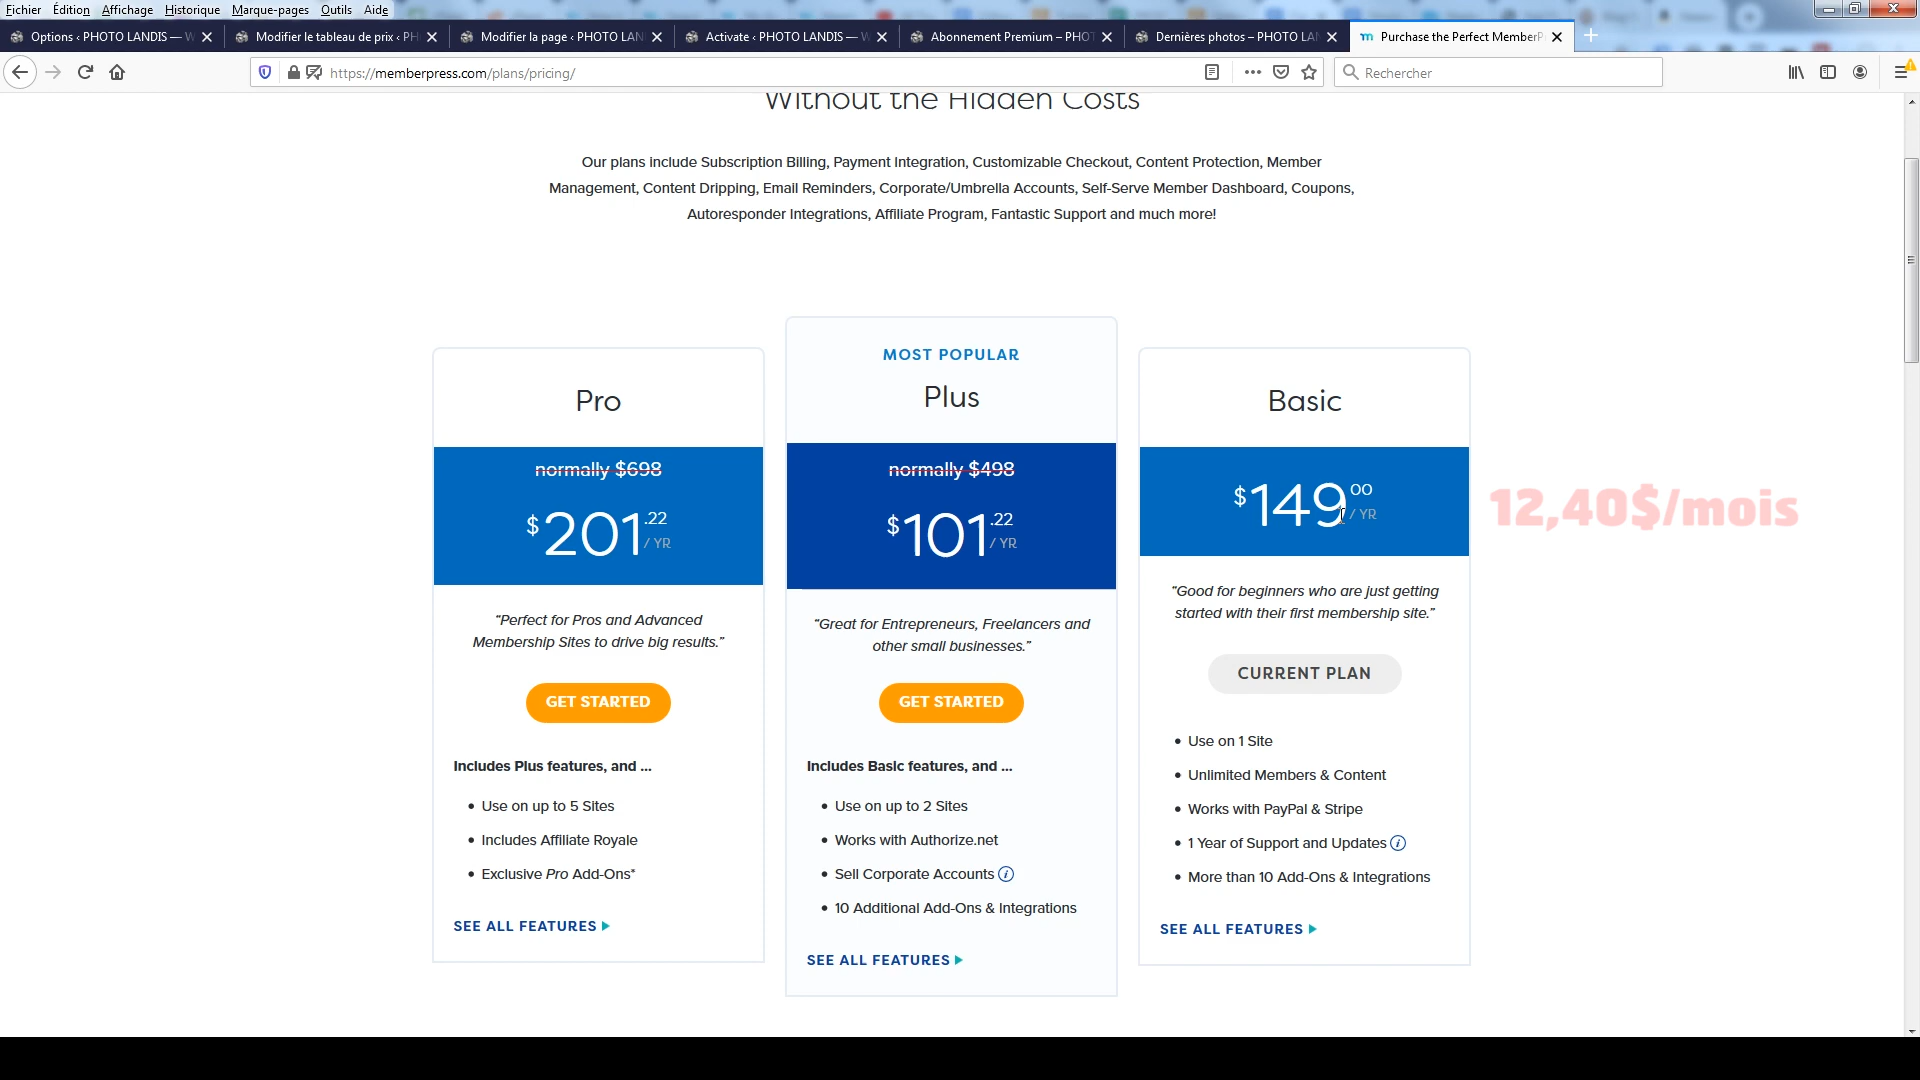 Fichier Édition Affichage Historique Marque-pages Outils Aide
Options ‹ PHOTO LANDIS — W
Modifier le tableau de prix ‹ PH
Modifier la page ‹ PHOTO LAN
Activate ‹ PHOTO LANDIS — W
Abonnement Premium – PHOT
Dernières photos – PHOTO LAN
Purchase the Perfect MemberP
https://memberpress.com/plans/pricing/
Rechercher
Without the Hidden Costs
Our plans include Subscription Billing, Payment Integration, Customizable Checkout, Content Protection, Member
Management, Content Dripping, Email Reminders, Corporate/Umbrella Accounts, Self-Serve Member Dashboard, Coupons,
Autoresponder Integrations, Affiliate Program, Fantastic Support and much more!
Pro
normally $698
$201.22 / YR
“Perfect for Pros and Advanced
Membership Sites to drive big results.”
GET STARTED
Includes Plus features, and ...
• Use on up to 5 Sites
• Includes Affiliate Royale
• Exclusive Pro Add-Ons*
SEE ALL FEATURES
MOST POPULAR
Plus
normally $498
$101.22 / YR
“Great for Entrepreneurs, Freelancers and
other small businesses.”
GET STARTED
Includes Basic features, and ...
• Use on up to 2 Sites
• Works with Authorize.net
• Sell Corporate Accounts
• 10 Additional Add-Ons & Integrations
SEE ALL FEATURES
Basic
$149 00 / YR
“Good for beginners who are just getting
started with their first membership site.”
CURRENT PLAN
• Use on 1 Site
• Unlimited Members & Content
• Works with PayPal & Stripe
• 1 Year of Support and Updates
• More than 10 Add-Ons & Integrations
SEE ALL FEATURES
12,40$/mois